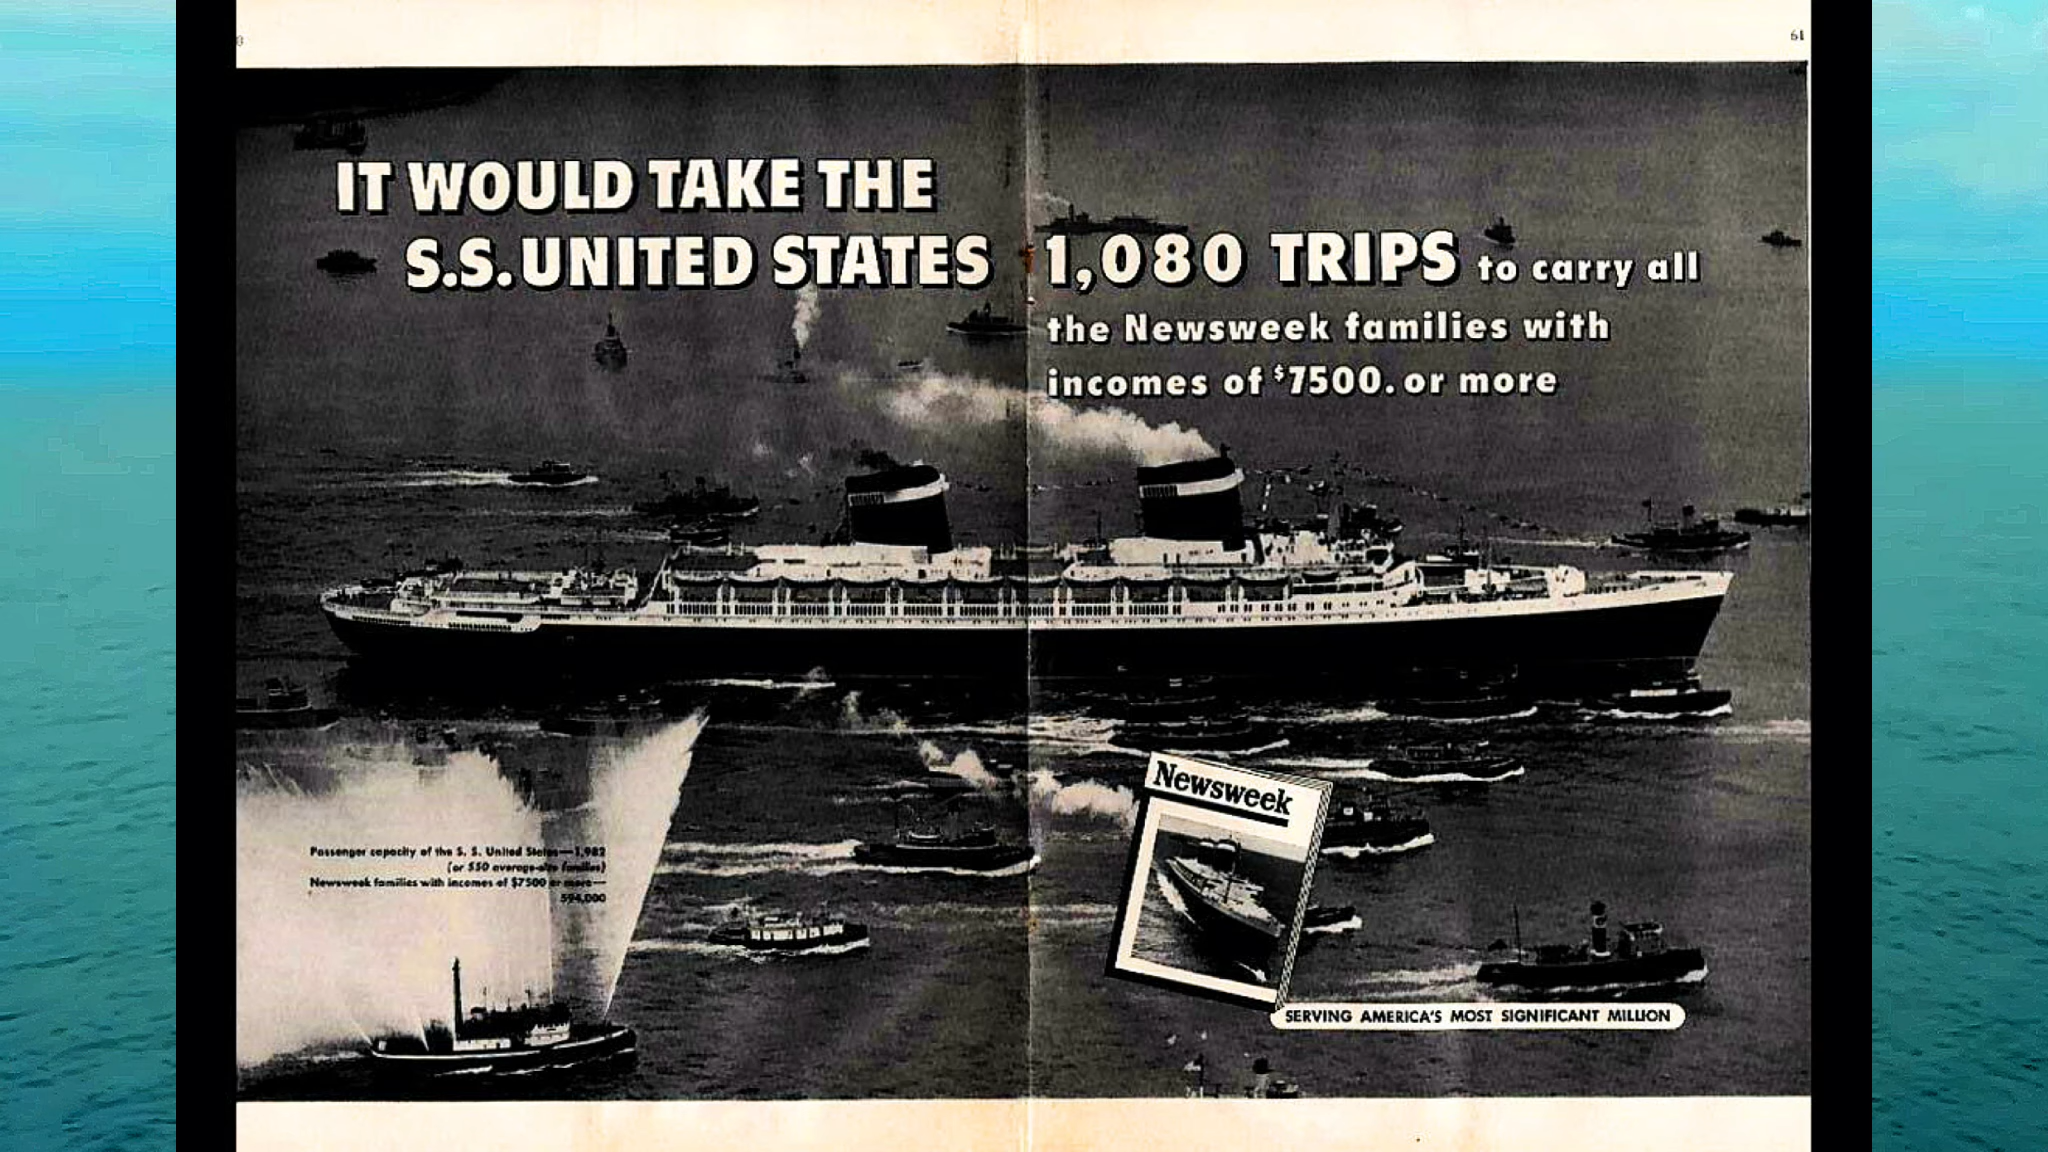 61
IT WOULD TAKE THE
S.S. UNITED STATES 1,080 TRIPS to carry all
the Newsweek families with
incomes of $7500. or more
Newsweek
Passenger capacity of the S. S. United States—1,982
(or 550 average-size families)
Newsweek families with incomes of $7500 or more—
594,000
SERVING AMERICA'S MOST SIGNIFICANT MILLION